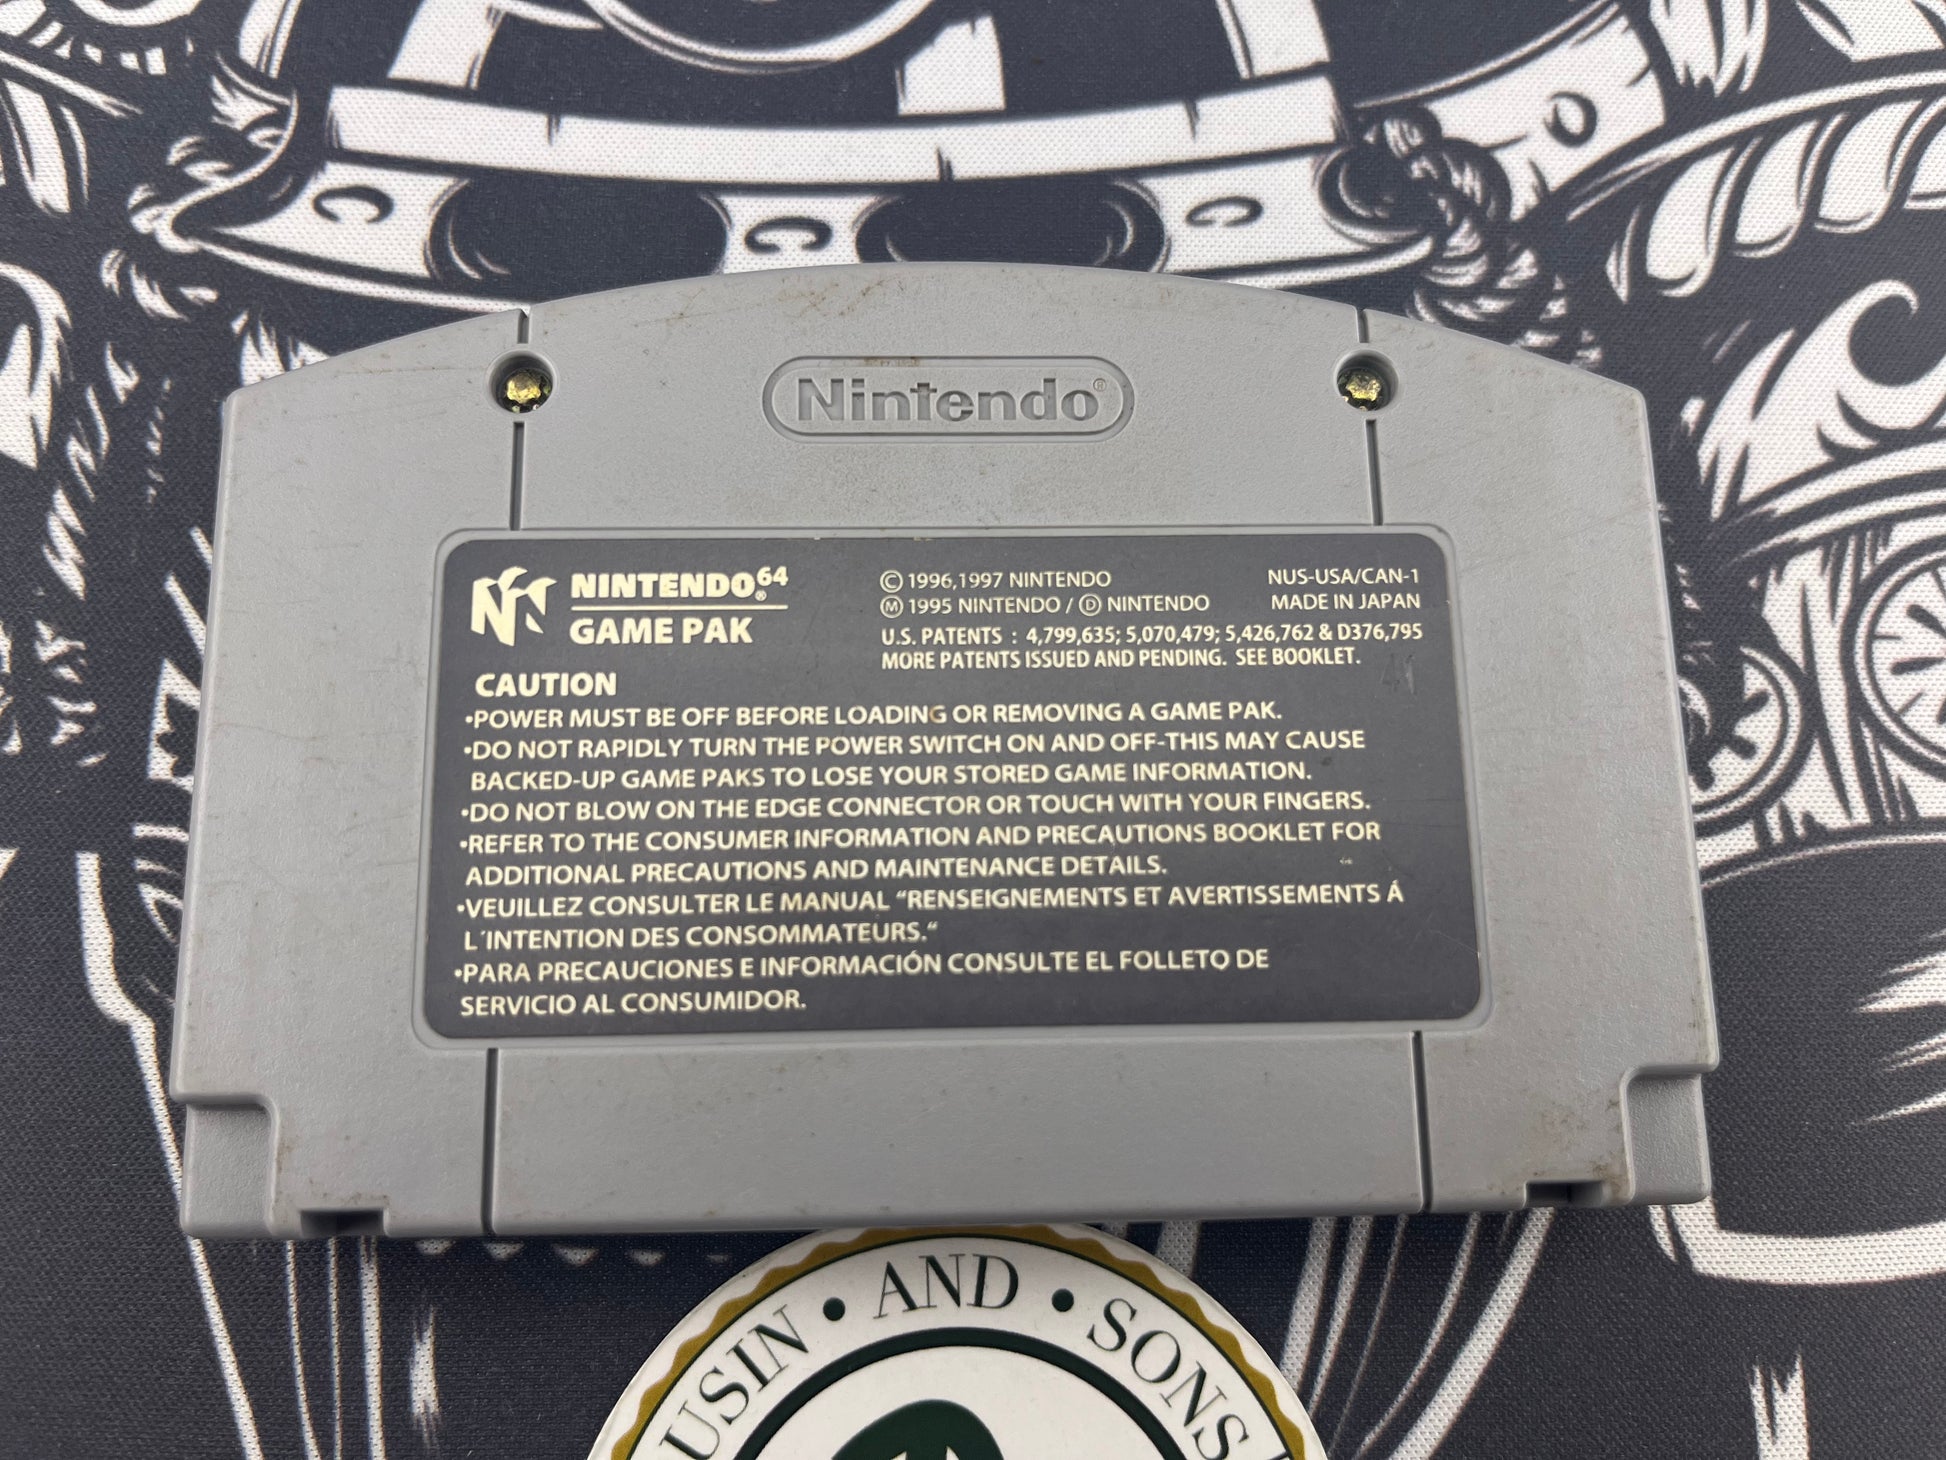 C C C
Nintendo®
NINTENDO⁶⁴®
GAME PAK
© 1996,1997 NINTENDO
Ⓜ 1995 NINTENDO / Ⓓ NINTENDO
NUS-USA/CAN-1
MADE IN JAPAN
U.S. PATENTS : 4,799,635; 5,070,479; 5,426,762 & D376,795
MORE PATENTS ISSUED AND PENDING. SEE BOOKLET.
41
CAUTION
•POWER MUST BE OFF BEFORE LOADING OR REMOVING A GAME PAK.
•DO NOT RAPIDLY TURN THE POWER SWITCH ON AND OFF-THIS MAY CAUSE
BACKED-UP GAME PAKS TO LOSE YOUR STORED GAME INFORMATION.
•DO NOT BLOW ON THE EDGE CONNECTOR OR TOUCH WITH YOUR FINGERS.
•REFER TO THE CONSUMER INFORMATION AND PRECAUTIONS BOOKLET FOR
ADDITIONAL PRECAUTIONS AND MAINTENANCE DETAILS.
•VEUILLEZ CONSULTER LE MANUAL “RENSEIGNEMENTS ET AVERTISSEMENTS Á
L'INTENTION DES CONSOMMATEURS.“
•PARA PRECAUCIONES E INFORMACIÓN CONSULTE EL FOLLETO DE
SERVICIO AL CONSUMIDOR.
USIN • AND • SONS